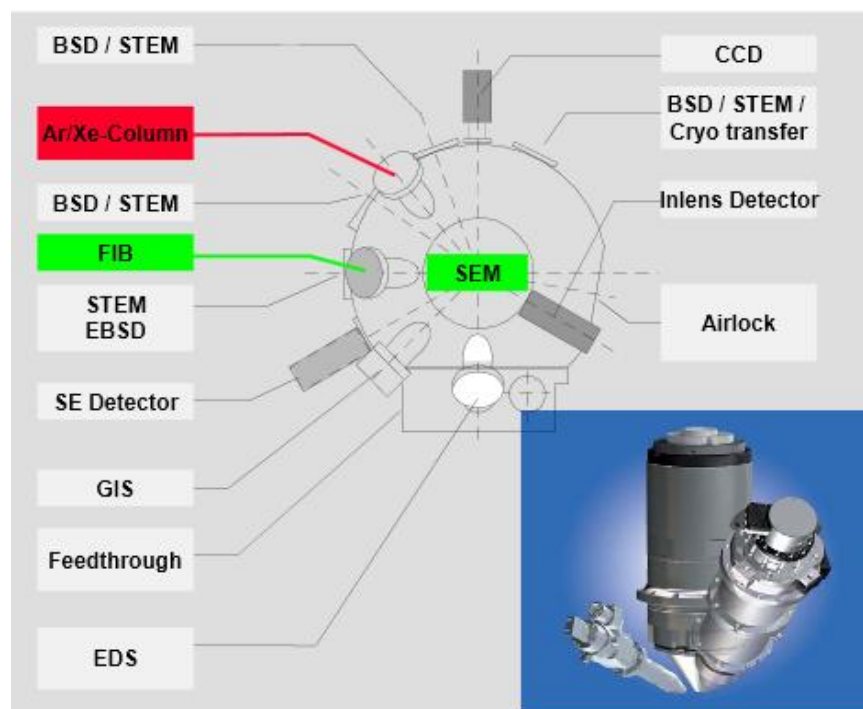 BSD / STEM
Ar/Xe-Column
BSD / STEM
FIB
STEM
EBSD
SE Detector
GIS
Feedthrough
EDS
SEM
CCD
BSD / STEM /
Cryo transfer
Inlens Detector
Airlock